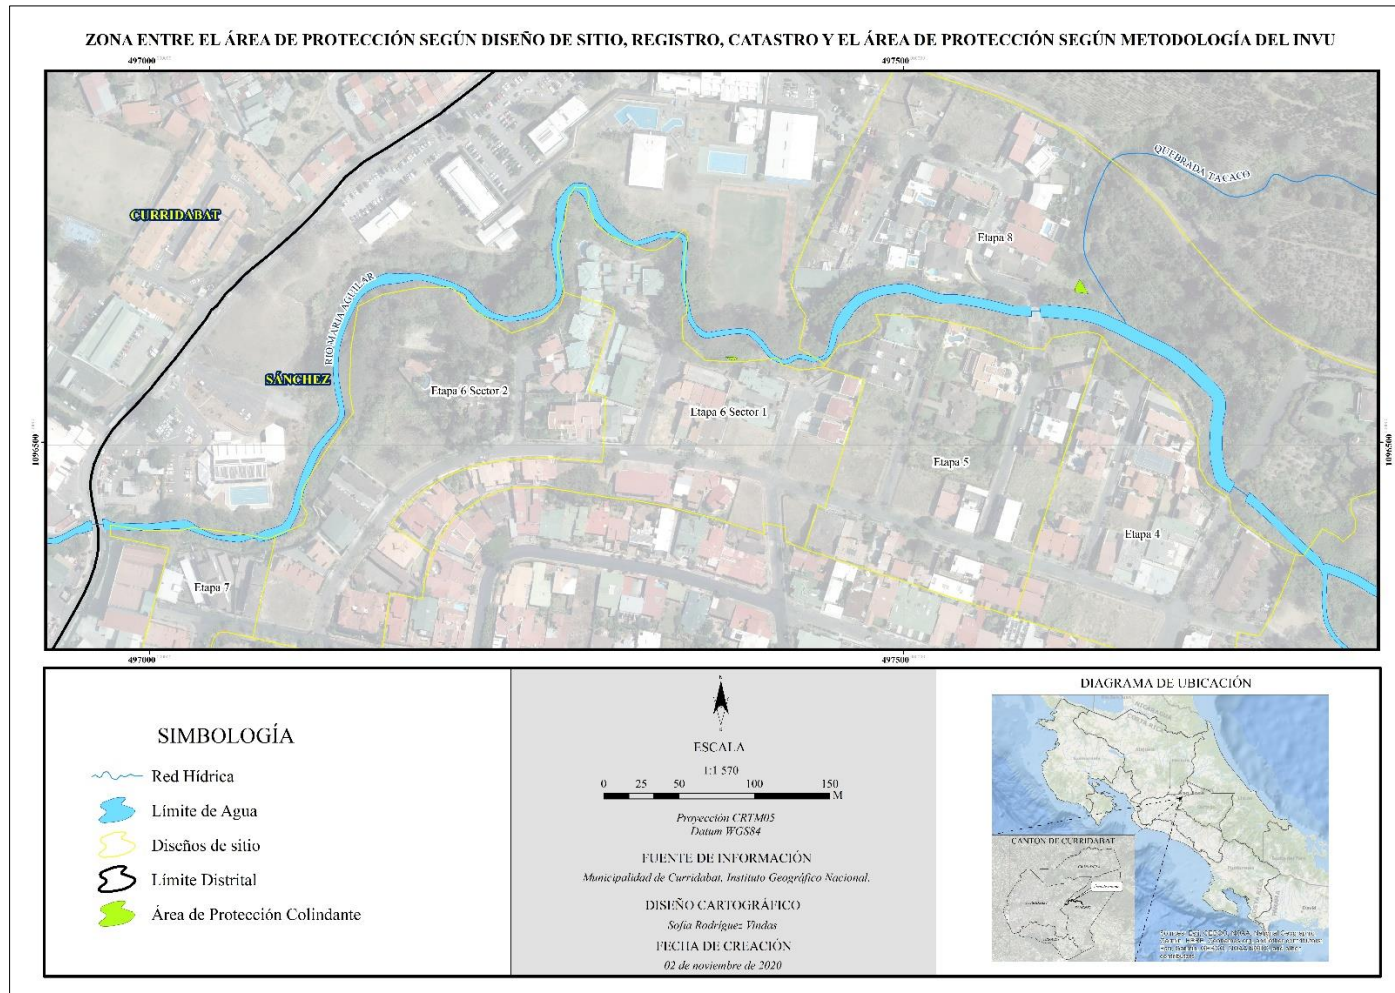 ZONA ENTRE EL ÁREA DE PROTECCIÓN SEGÚN DISEÑO DE SITIO, REGISTRO, CATASTRO Y EL ÁREA DE PROTECCIÓN SEGÚN METODOLOGÍA DEL INVU
497000
497500
QUEBRADA TACACO
CURRIDABAT
Etapa 8
RIO MARIA AGUILAR
SÁNCHEZ
Etapa 6 Sector 2
Etapa 6 Sector 1
1096500
1096500
Etapa 5
Etapa 4
Etapa 7
497000
497500
SIMBOLOGÍA
Red Hídrica
Límite de Agua
Diseños de sitio
Límite Distrital
Área de Protección Colindante
ESCALA
1:1 570
0 25 50 100 150
M
Proyección CRTM05
Datum WGS84
FUENTE DE INFORMACIÓN
Municipalidad de Curridabat, Instituto Geográfico Nacional.
DISEÑO CARTOGRÁFICO
Sofía Rodríguez Vindas
FECHA DE CREACIÓN
02 de noviembre de 2020
DIAGRAMA DE UBICACIÓN
CANTON DE CURRIDABAT